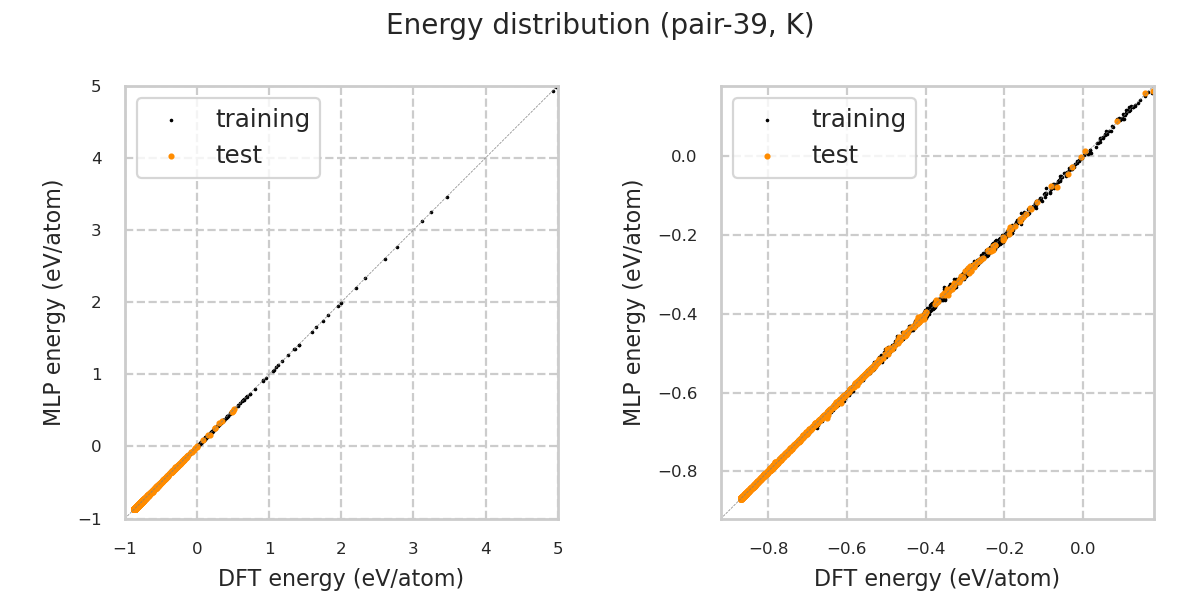 Energy distribution (pair-39, K)
training
test
MLP energy (eV/atom)
5
4
3
2
1
0
−1
−1 0 1 2 3 4 5
DFT energy (eV/atom)
training
test
MLP energy (eV/atom)
0.0
−0.2
−0.4
−0.6
−0.8
−0.8 −0.6 −0.4 −0.2 0.0
DFT energy (eV/atom)